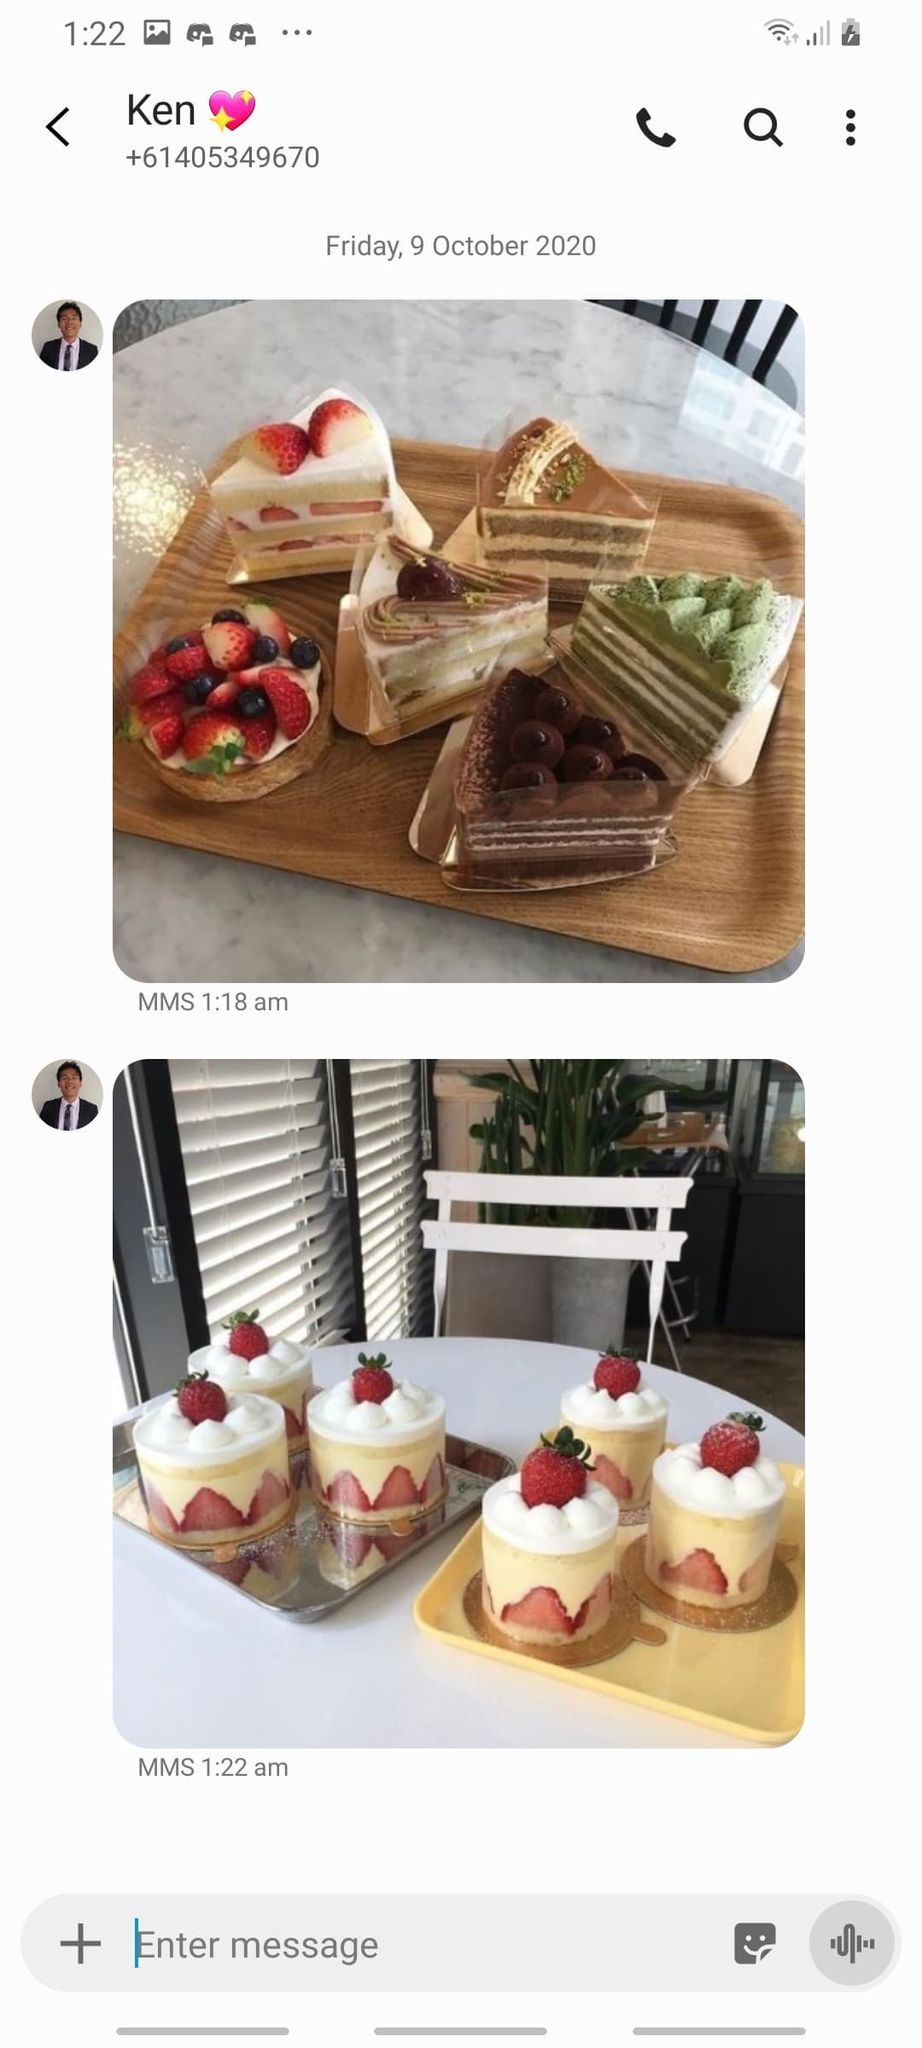 1:22
Ken 💖
+61405349670
Friday, 9 October 2020
MMS 1:18 am
MMS 1:22 am
Enter message